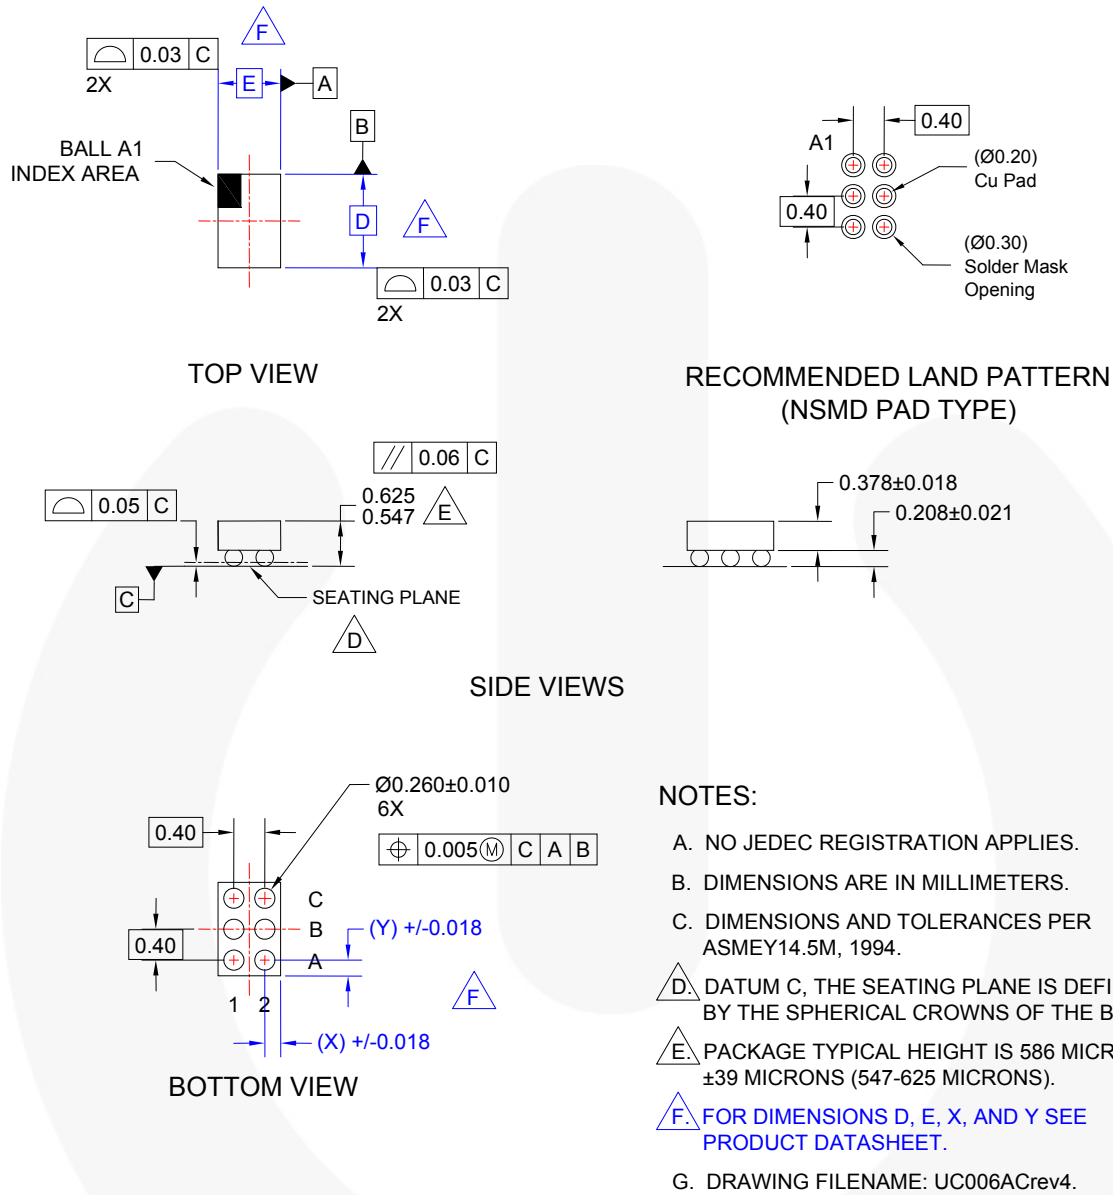 F
0.03 C
2X
E
A
B
BALL A1
INDEX AREA
D
F
0.03 C
2X
TOP VIEW
0.40
A1
(Ø0.20)
Cu Pad
0.40
(Ø0.30)
Solder Mask
Opening
RECOMMENDED LAND PATTERN
(NSMD PAD TYPE)
// 0.06 C
0.05 C
0.625
0.547
E
C
SEATING PLANE
D
0.378±0.018
0.208±0.021
SIDE VIEWS
Ø0.260±0.010
6X
0.40
0.005Ⓜ C A B
C
B
A
0.40
(Y) +/-0.018
F
1 2
(X) +/-0.018
BOTTOM VIEW
NOTES:
A. NO JEDEC REGISTRATION APPLIES.
B. DIMENSIONS ARE IN MILLIMETERS.
C. DIMENSIONS AND TOLERANCES PER
ASMEY14.5M, 1994.
D. DATUM C, THE SEATING PLANE IS DEFI
BY THE SPHERICAL CROWNS OF THE B
E. PACKAGE TYPICAL HEIGHT IS 586 MICR
±39 MICRONS (547-625 MICRONS).
F. FOR DIMENSIONS D, E, X, AND Y SEE
PRODUCT DATASHEET.
G. DRAWING FILENAME: UC006ACrev4.